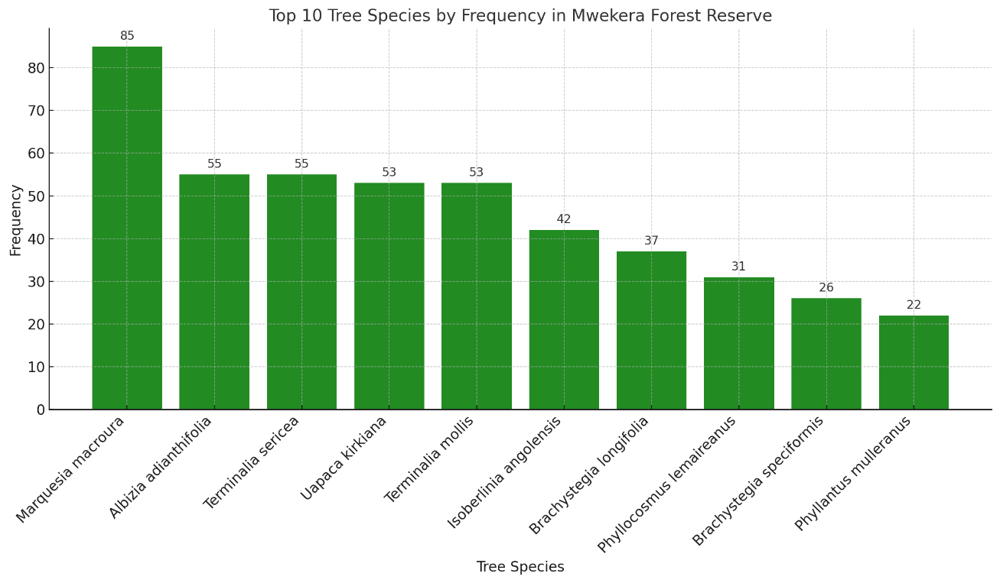 Top 10 Tree Species by Frequency in Mwekera Forest Reserve
Frequency
80
70
60
50
40
30
20
10
0
85
55
55
53
53
42
37
31
26
22
Marquesia macroura
Albizia adianthifolia
Terminalia sericea
Uapaca kirkiana
Terminalia mollis
Isoberlinia angolensis
Brachystegia longifolia
Phyllocosmus lemaireanus
Brachystegia speciformis
Phyllantus mulleranus
Tree Species